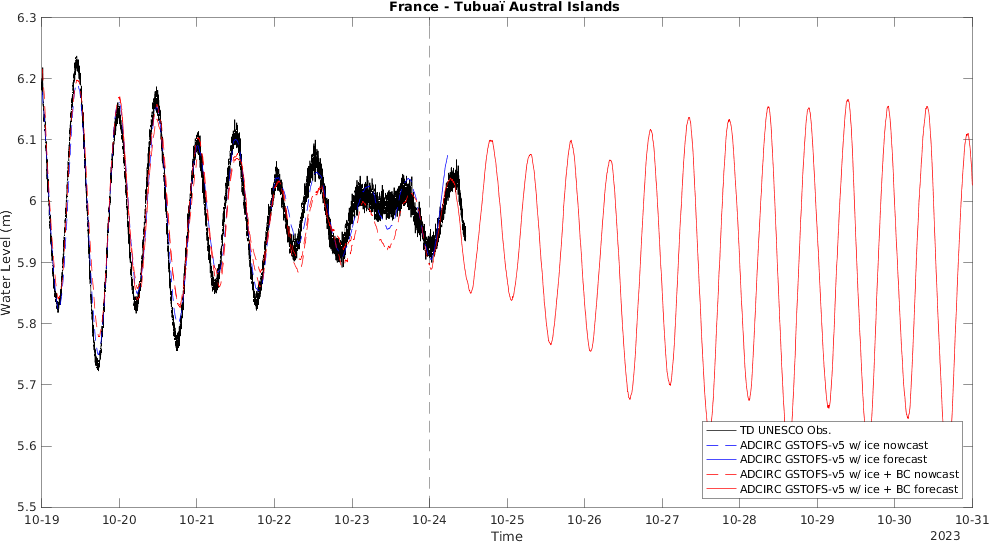 France - Tubuaï Austral Islands
Water Level (m)
6.3
6.2
6.1
6
5.9
5.8
5.7
5.6
5.5
TD UNESCO Obs.
ADCIRC GSTOFS-v5 w/ ice nowcast
ADCIRC GSTOFS-v5 w/ ice forecast
ADCIRC GSTOFS-v5 w/ ice + BC nowcast
ADCIRC GSTOFS-v5 w/ ice + BC forecast
10-19 10-20 10-21 10-22 10-23 10-24 10-25 10-26 10-27 10-28 10-29 10-30 10-31
Time
2023